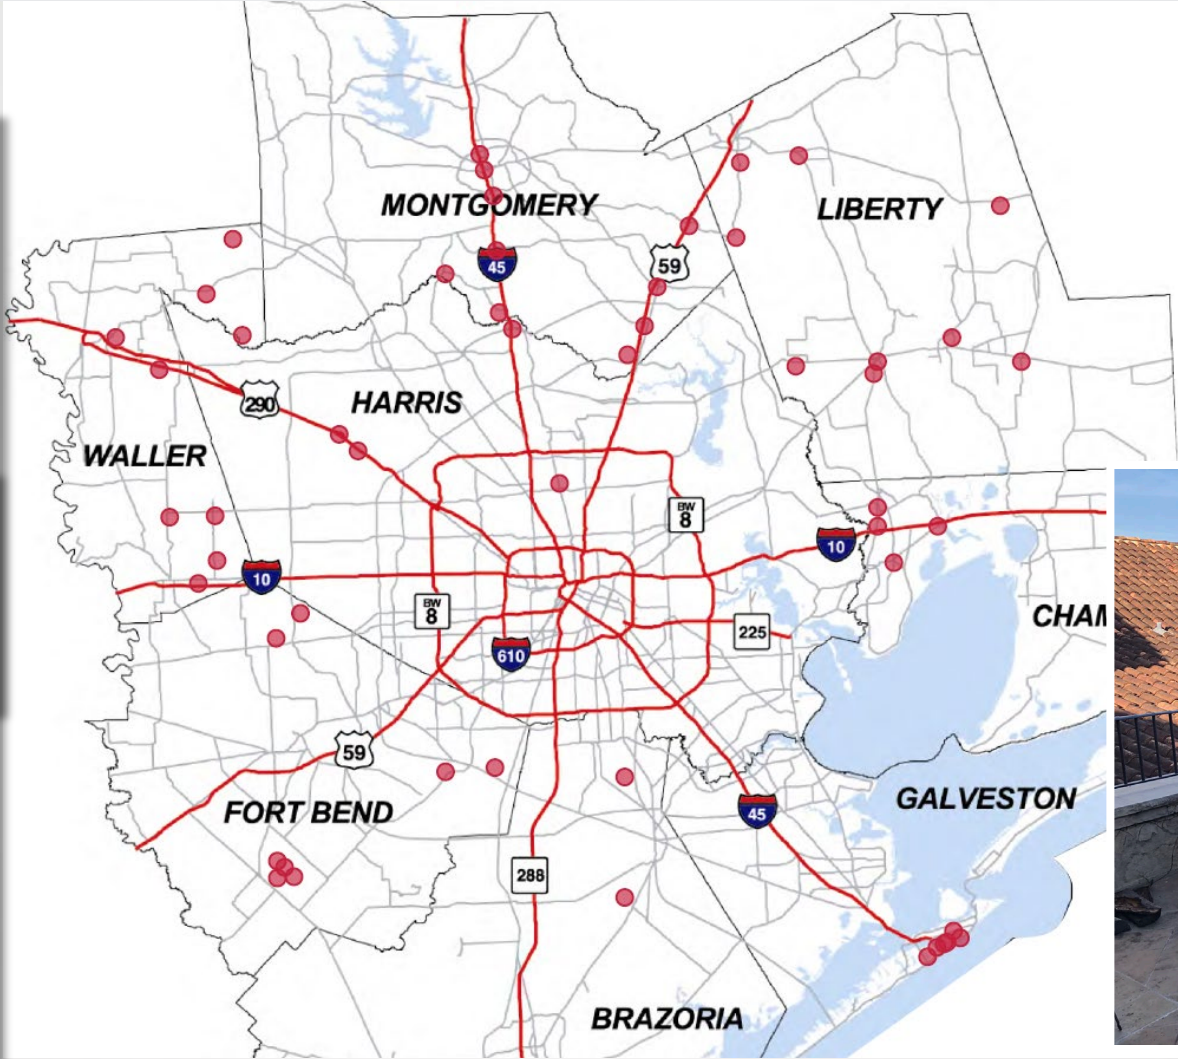 MONTGOMERY
LIBERTY
45
59
290
HARRIS
WALLER
BW
8
10
10
BW
8
CHAM
225
610
59
GALVESTON
FORT BEND
45
288
BRAZORIA